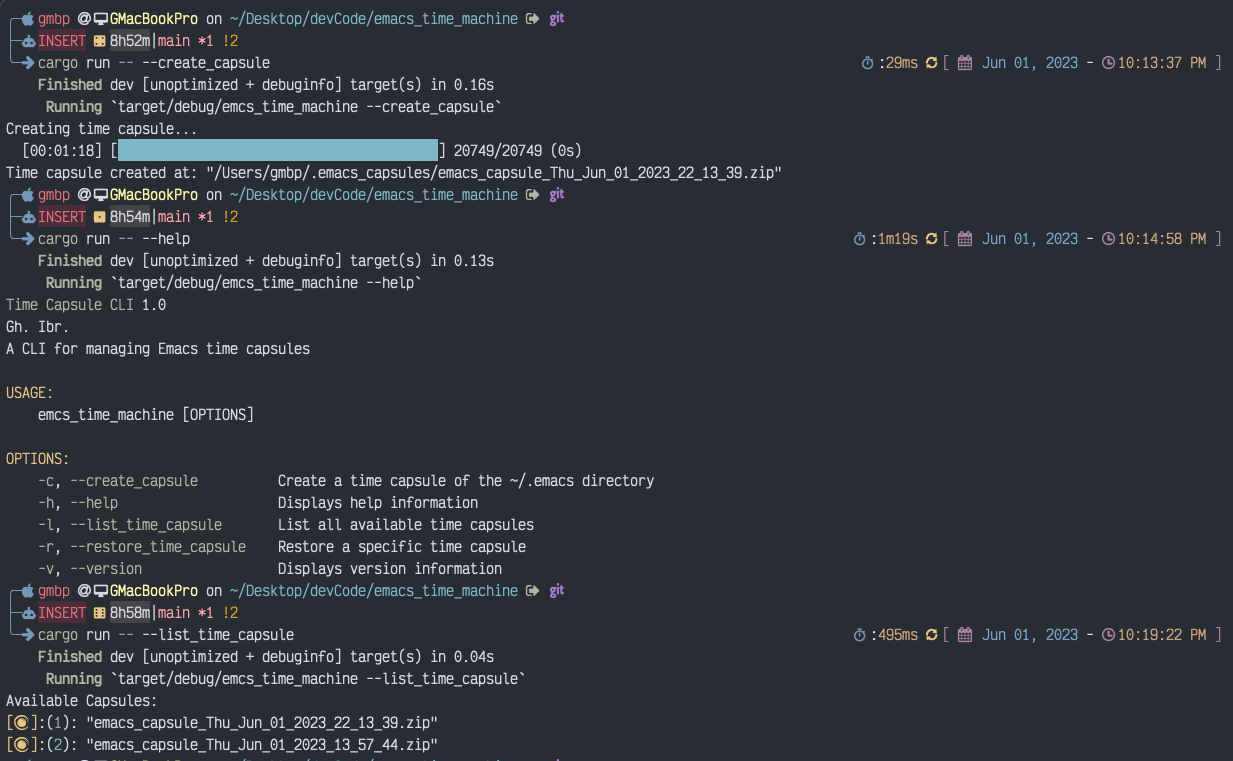 gmbp @ GMacBookPro on ~/Desktop/devCode/emacs_time_machine git
INSERT 8h52m|main *1 !2
cargo run -- --create_capsule :29ms [ Jun 01, 2023 - 10:13:37 PM ]
Finished dev [unoptimized + debuginfo] target(s) in 0.16s
Running `target/debug/emcs_time_machine --create_capsule`
Creating time capsule...
[00:01:18] [ ] 20749/20749 (0s)
Time capsule created at: "/Users/gmbp/.emacs_capsules/emacs_capsule_Thu_Jun_01_2023_22_13_39.zip"
gmbp @ GMacBookPro on ~/Desktop/devCode/emacs_time_machine git
INSERT 8h54m|main *1 !2
cargo run -- --help :1m19s [ Jun 01, 2023 - 10:14:58 PM ]
Finished dev [unoptimized + debuginfo] target(s) in 0.13s
Running `target/debug/emcs_time_machine --help`
Time Capsule CLI 1.0
Gh. Ibr.
A CLI for managing Emacs time capsules
USAGE:
emcs_time_machine [OPTIONS]
OPTIONS:
-c, --create_capsule Create a time capsule of the ~/.emacs directory
-h, --help Displays help information
-l, --list_time_capsule List all available time capsules
-r, --restore_time_capsule Restore a specific time capsule
-v, --version Displays version information
gmbp @ GMacBookPro on ~/Desktop/devCode/emacs_time_machine git
INSERT 8h58m|main *1 !2
cargo run -- --list_time_capsule :495ms [ Jun 01, 2023 - 10:19:22 PM ]
Finished dev [unoptimized + debuginfo] target(s) in 0.04s
Running `target/debug/emcs_time_machine --list_time_capsule`
Available Capsules:
[◉]:(1): "emacs_capsule_Thu_Jun_01_2023_22_13_39.zip"
[◉]:(2): "emacs_capsule_Thu_Jun_01_2023_13_57_44.zip"